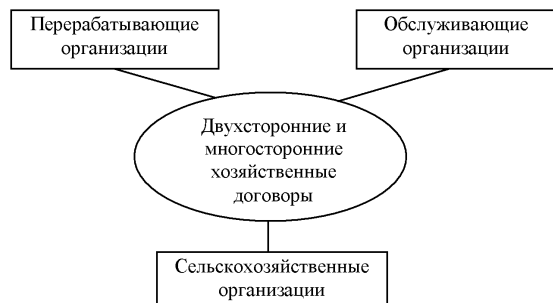 Перерабатывающие
организации
Обслуживающие
организации
Двухсторонние и
многосторонние
хозяйственные
договоры
Сельскохозяйственные
организации